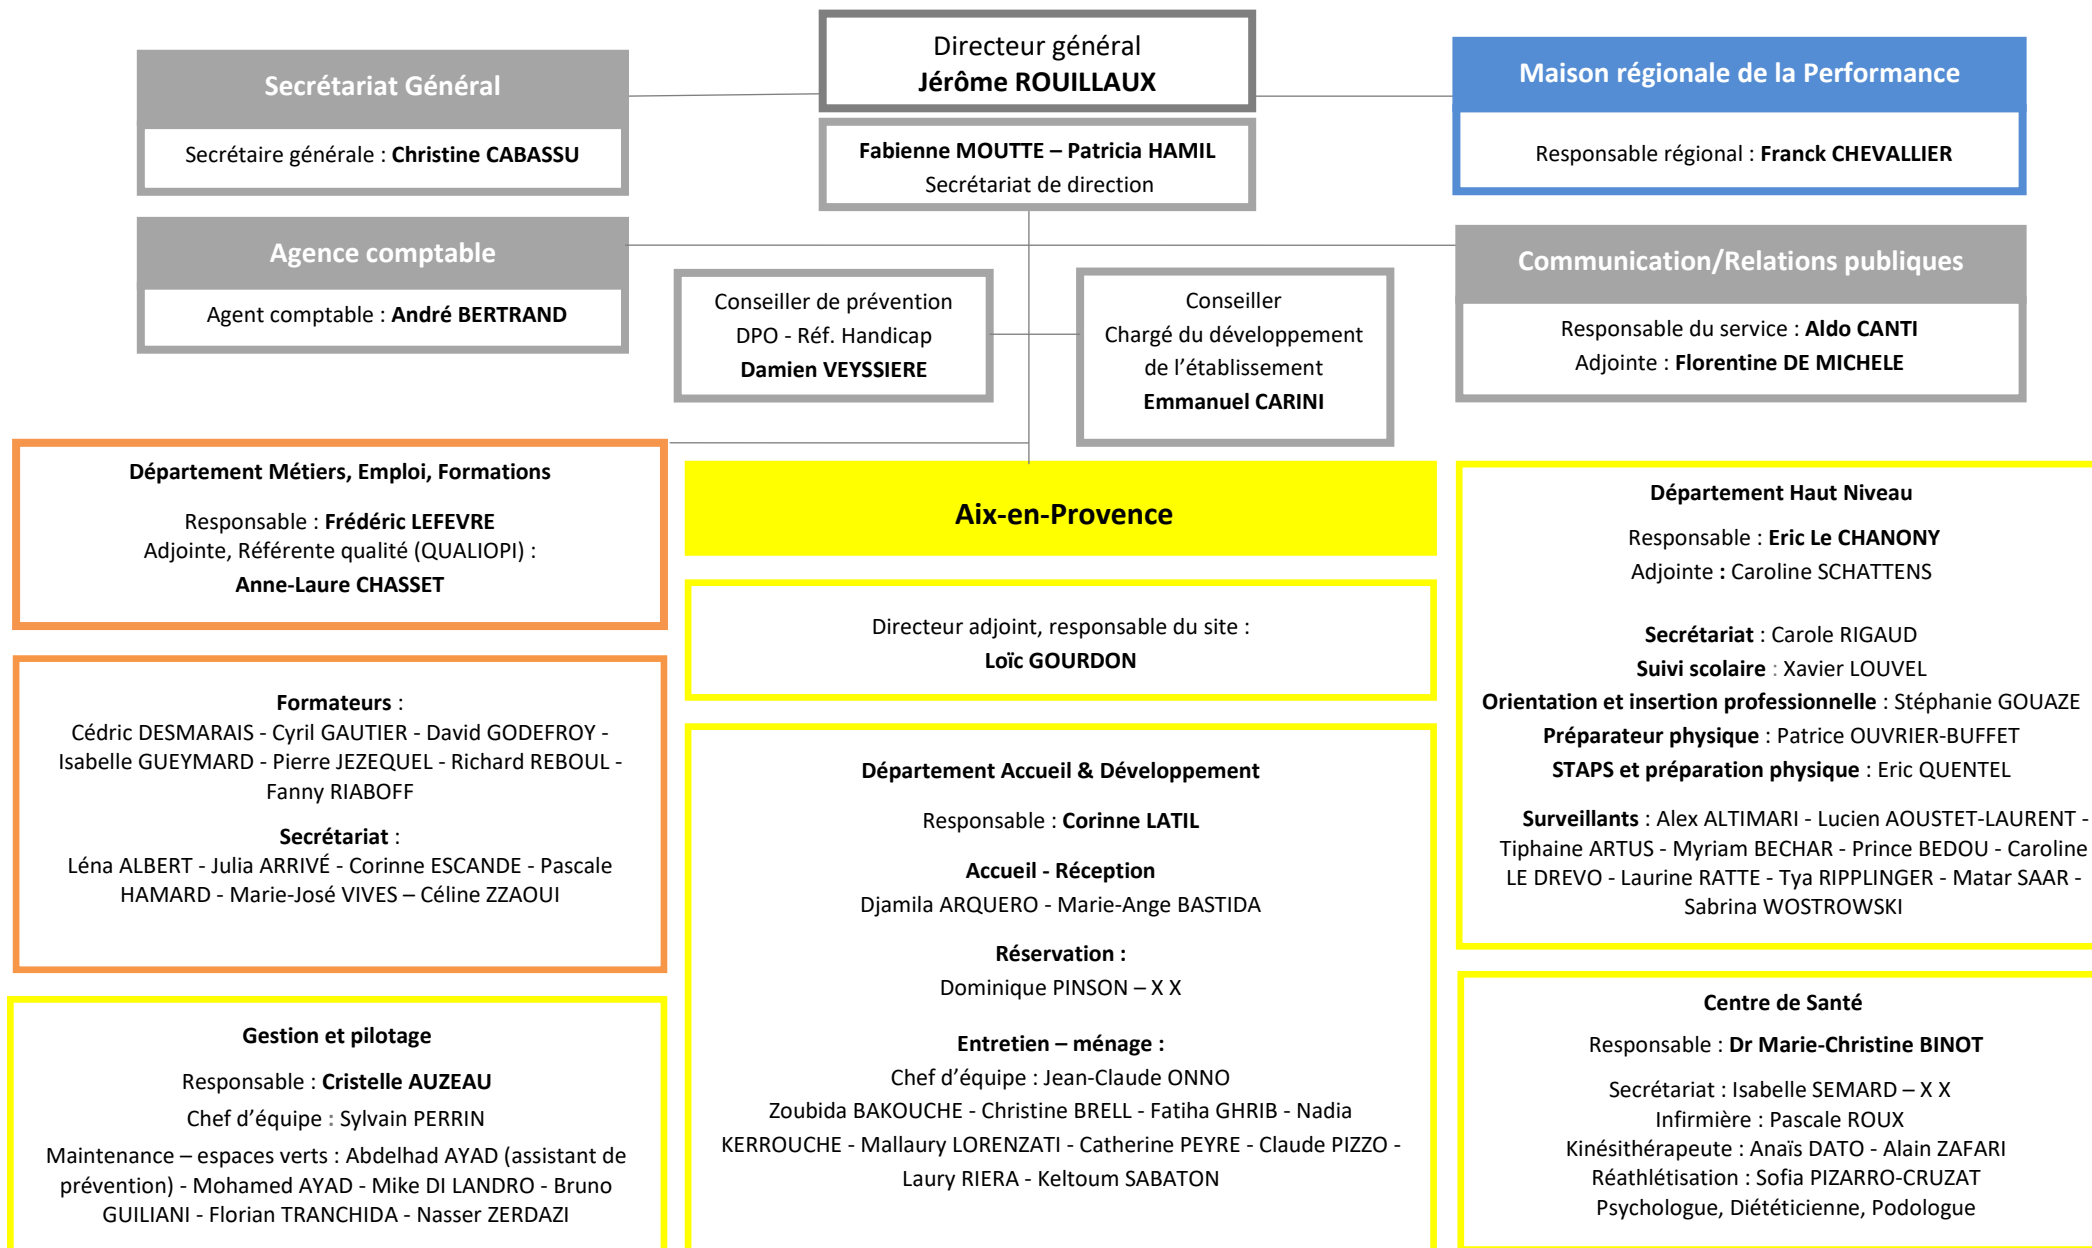 Directeur général
Jérôme ROUILLAUX
Fabienne MOUTTE – Patricia HAMIL
Secrétariat de direction
Secrétariat Général
Secrétaire générale : Christine CABASSU
Maison régionale de la Performance
Responsable régional : Franck CHEVALLIER
Agence comptable
Agent comptable : André BERTRAND
Conseiller de prévention
DPO - Réf. Handicap
Damien VEYSSIERE
Conseiller
Chargé du développement
de l’établissement
Emmanuel CARINI
Communication/Relations publiques
Responsable du service : Aldo CANTI
Adjointe : Florentine DE MICHELE
Département Métiers, Emploi, Formations
Responsable : Frédéric LEFEVRE
Adjointe, Référente qualité (QUALIOPI) :
Anne-Laure CHASSET
Formateurs :
Cédric DESMARAIS - Cyril GAUTIER - David GODEFROY -
Isabelle GUEYMARD - Pierre JEZEQUEL - Richard REBOUL -
Fanny RIABOFF
Secrétariat :
Léna ALBERT - Julia ARRIVÉ - Corinne ESCANDE - Pascale
HAMARD - Marie-José VIVES – Céline ZZAOUI
Gestion et pilotage
Responsable : Cristelle AUZEAU
Chef d’équipe : Sylvain PERRIN
Maintenance – espaces verts : Abdelhad AYAD (assistant de
prévention) - Mohamed AYAD - Mike DI LANDRO - Bruno
GUILIANI - Florian TRANCHIDA - Nasser ZERDAZI
Aix-en-Provence
Directeur adjoint, responsable du site :
Loïc GOURDON
Département Accueil & Développement
Responsable : Corinne LATIL
Accueil - Réception
Djamila ARQUERO - Marie-Ange BASTIDA
Réservation :
Dominique PINSON – X X
Entretien – ménage :
Chef d’équipe : Jean-Claude ONNO
Zoubida BAKOUCHE - Christine BRELL - Fatiha GHRIB - Nadia
KERROUCHE - Mallaury LORENZATI - Catherine PEYRE - Claude PIZZO -
Laury RIERA - Keltoum SABATON
Département Haut Niveau
Responsable : Eric Le CHANONY
Adjointe : Caroline SCHATTENS
Secrétariat : Carole RIGAUD
Suivi scolaire : Xavier LOUVEL
Orientation et insertion professionnelle : Stéphanie GOUAZE
Préparateur physique : Patrice OUVRIER-BUFFET
STAPS et préparation physique : Eric QUENTEL
Surveillants : Alex ALTIMARI - Lucien AOUSTET-LAURENT -
Tiphaine ARTUS - Myriam BECHAR - Prince BEDOU - Caroline
LE DREVO - Laurine RATTE - Tya RIPPLINGER - Matar SAAR -
Sabrina WOSTROWSKI
Centre de Santé
Responsable : Dr Marie-Christine BINOT
Secrétariat : Isabelle SEMARD – X X
Infirmière : Pascale ROUX
Kinésithérapeute : Anaïs DATO - Alain ZAFARI
Réathlétisation : Sofia PIZARRO-CRUZAT
Psychologue, Diététicienne, Podologue